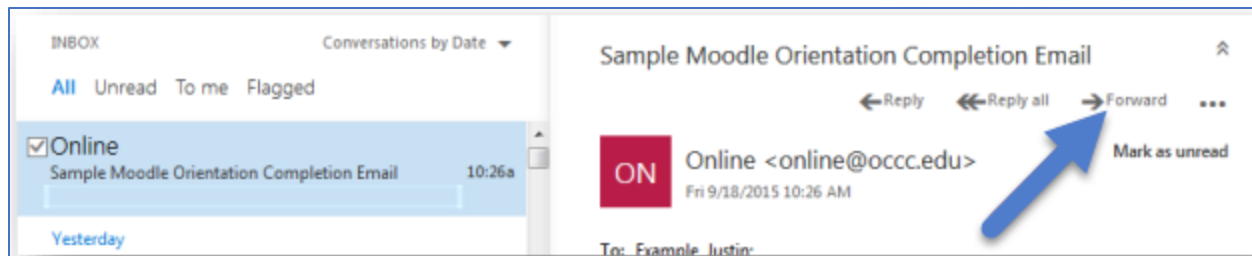 INBOX
Conversations by Date
All Unread To me Flagged
Online
Sample Moodle Orientation Completion Email 10:26a
Yesterday
Sample Moodle Orientation Completion Email
Reply Reply all Forward ...
Mark as unread
ON
Online <online@occc.edu>
Fri 9/18/2015 10:26 AM
To: Example, Justin;